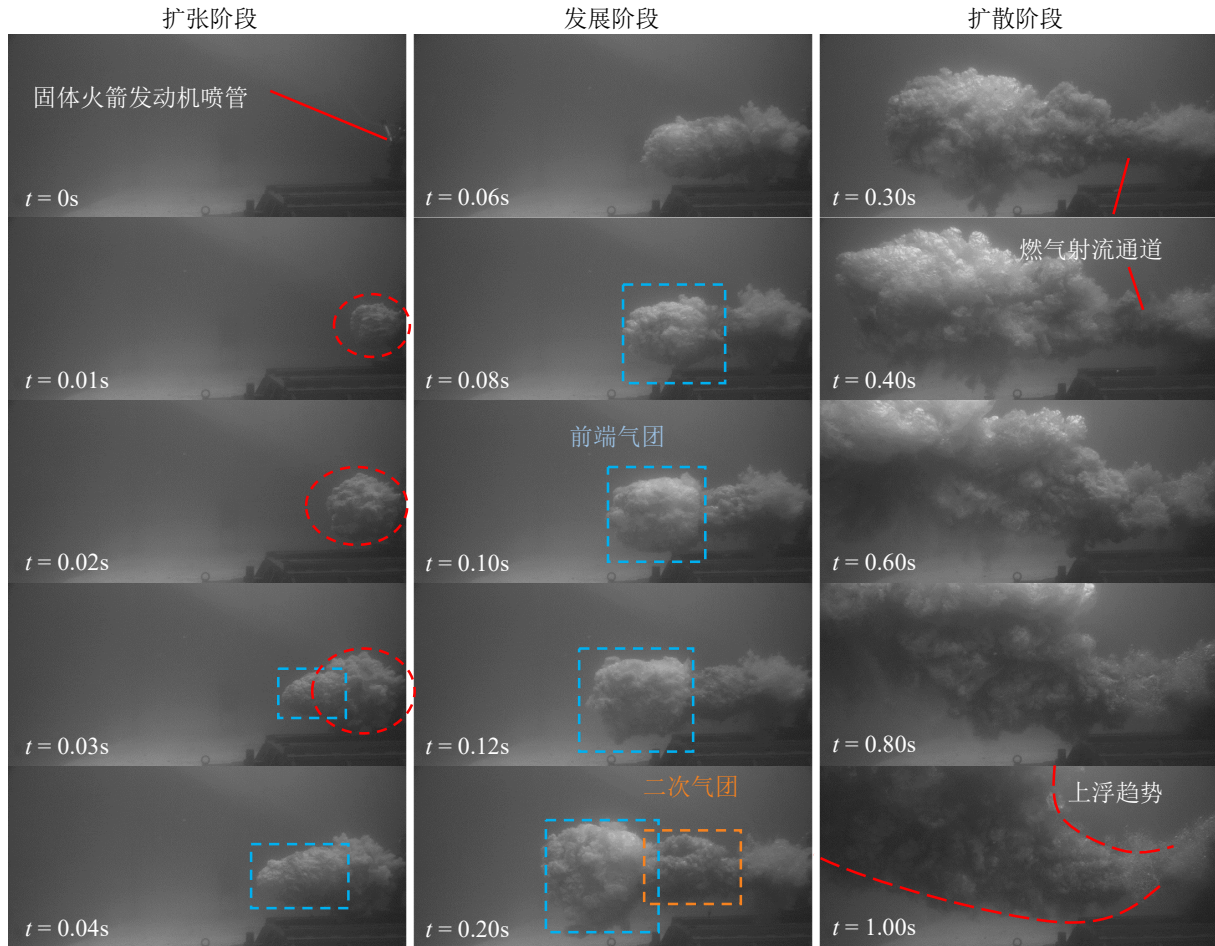 扩张阶段
发展阶段
扩散阶段
固体火箭发动机喷管
t = 0s
t = 0.06s
t = 0.30s
燃气射流通道
t = 0.01s
t = 0.08s
t = 0.40s
前端气团
t = 0.02s
t = 0.10s
t = 0.60s
t = 0.03s
t = 0.12s
t = 0.80s
二次气团
上浮趋势
t = 0.04s
t = 0.20s
t = 1.00s